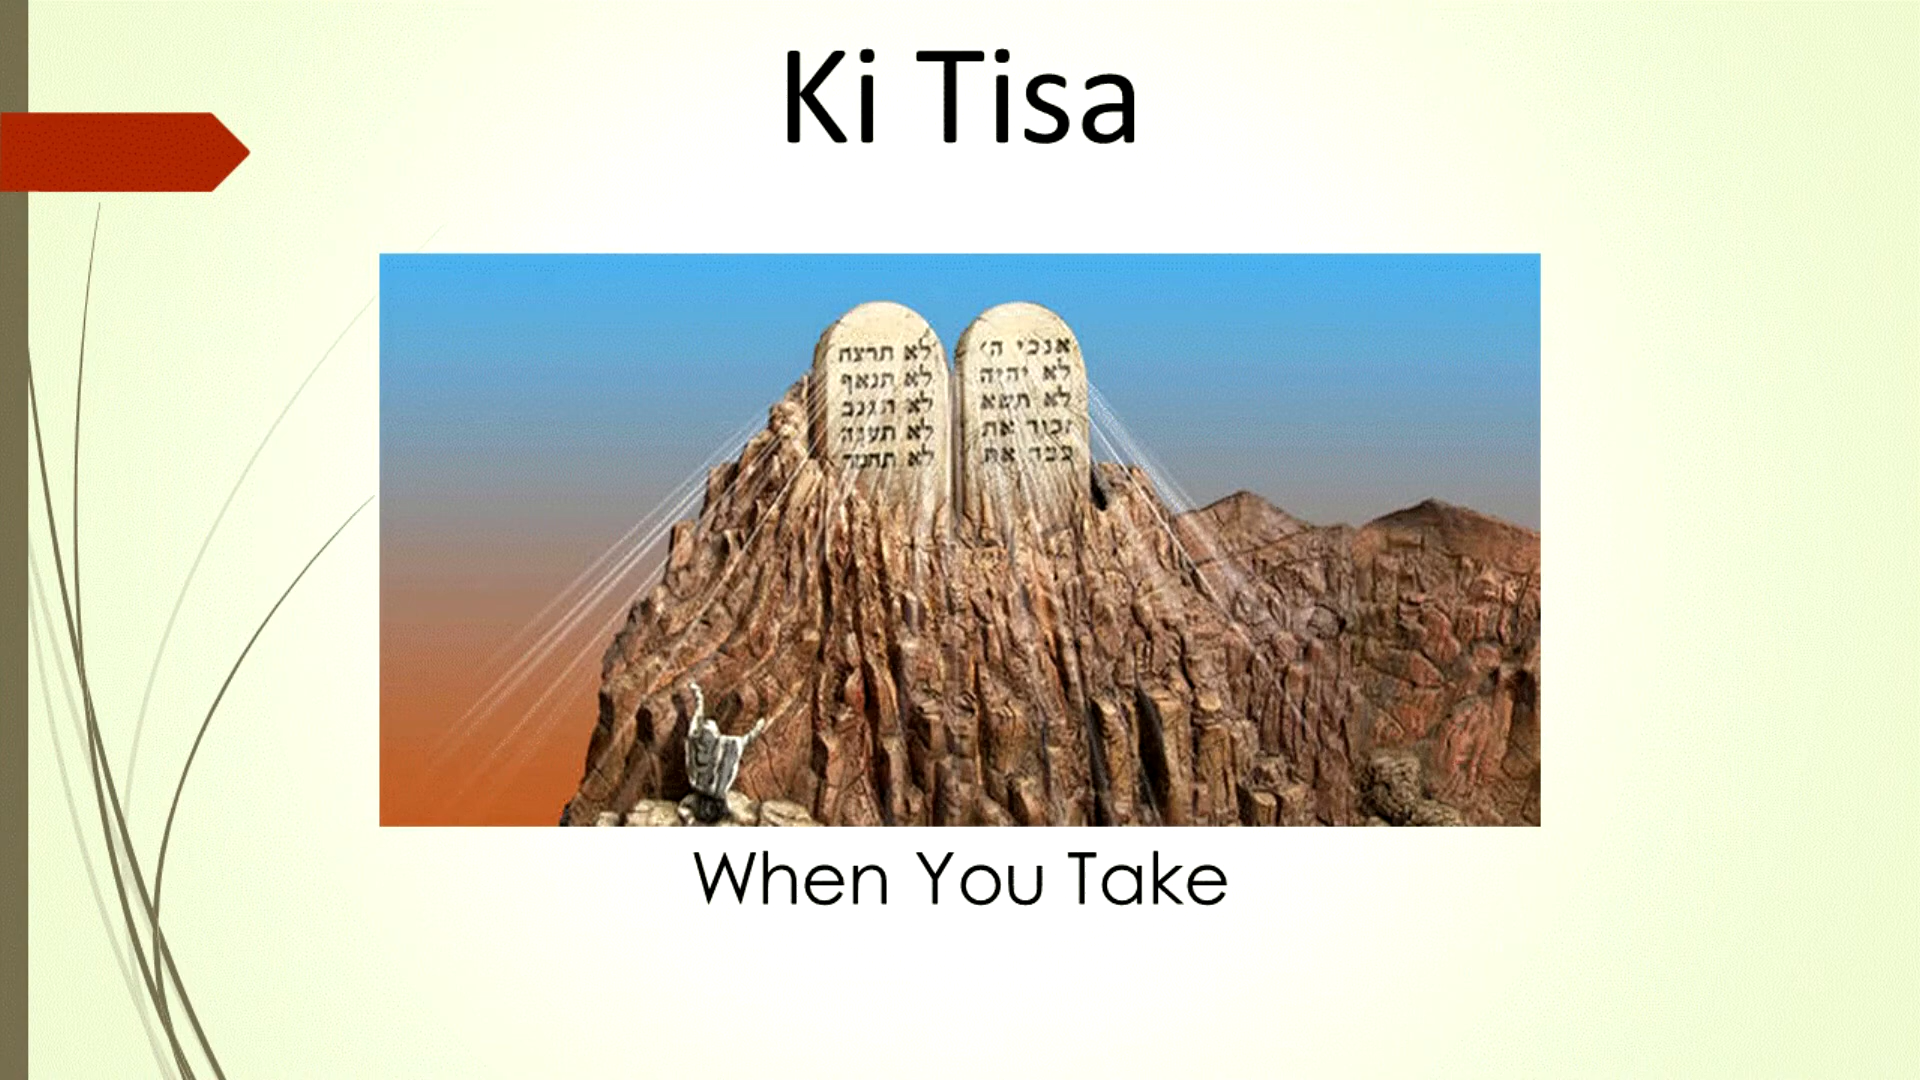 Ki Tisa
אנכי ה'
לא יהיה
לא תשא
זכור את
כבד את
לא תרצח
לא תנאף
לא תגנב
לא תענה
לא תחמד
When You Take